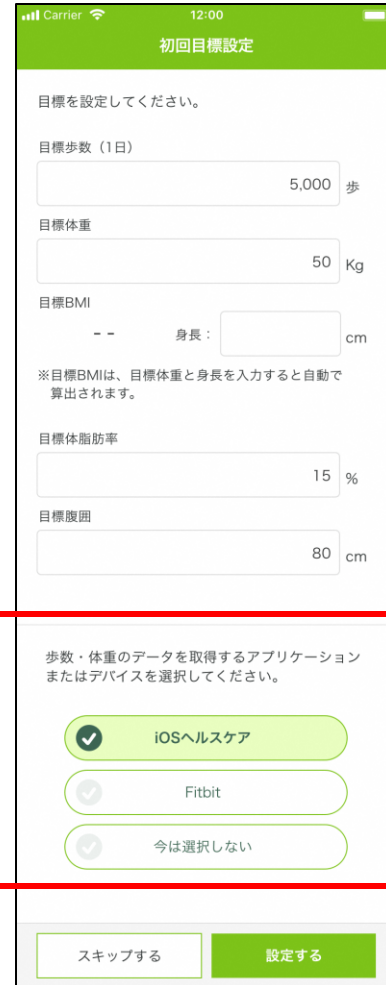 Carrier 12:00
初回目標設定
目標を設定してください。
目標歩数（1日）
5,000 歩
目標体重
50 Kg
目標BMI
-- 身長： cm
※目標BMIは、目標体重と身長を入力すると自動で
算出されます。
目標体脂肪率
15 %
目標腹囲
80 cm
歩数・体重のデータを取得するアプリケーション
またはデバイスを選択してください。
iOSヘルスケア
Fitbit
今は選択しない
スキップする 設定する